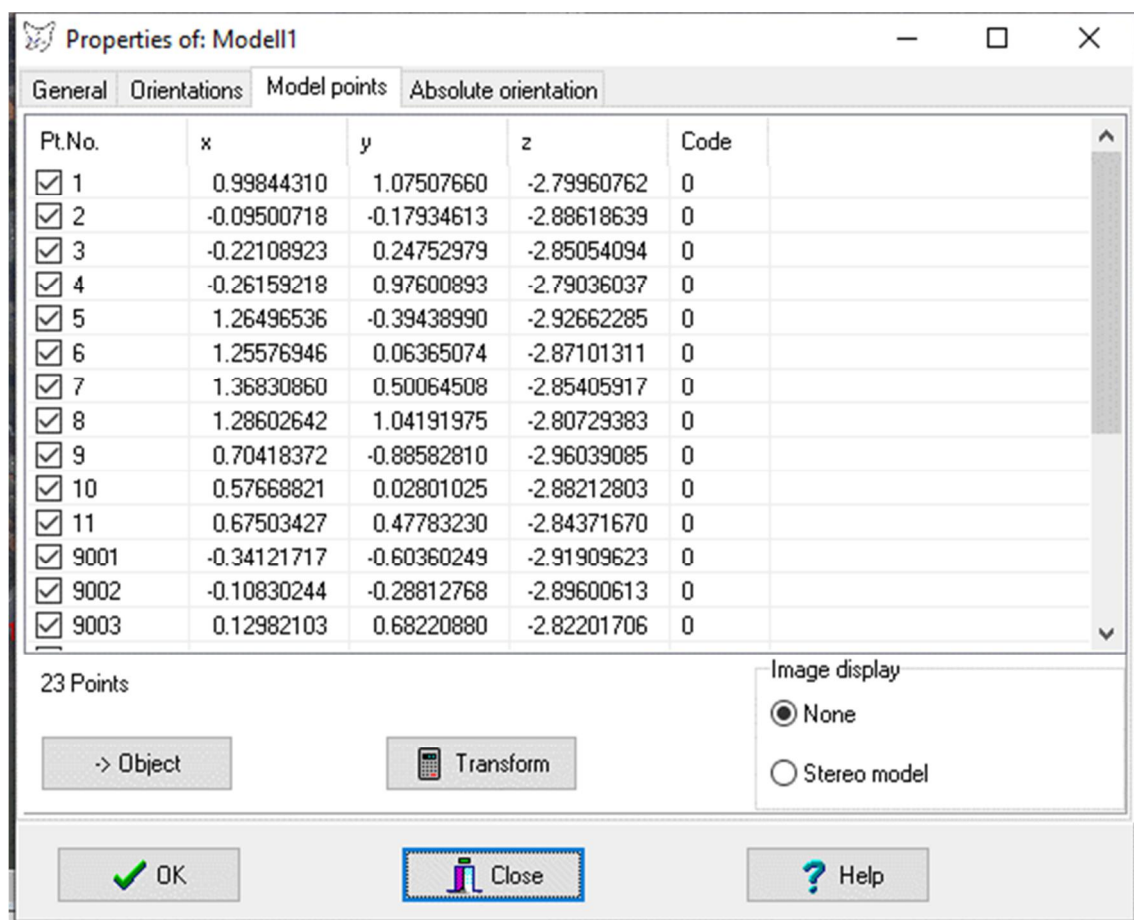 Properties of: Modell1
General Orientations Model points Absolute orientation
Pt.No. x y z Code
1 0.99844310 1.07507660 -2.79960762 0
2 -0.09500718 -0.17934613 -2.88618639 0
3 -0.22108923 0.24752979 -2.85054094 0
4 -0.26159218 0.97600893 -2.79036037 0
5 1.26496536 -0.39438990 -2.92662285 0
6 1.25576946 0.06365074 -2.87101311 0
7 1.36830860 0.50064508 -2.85405917 0
8 1.28602642 1.04191975 -2.80729383 0
9 0.70418372 -0.88582810 -2.96039085 0
10 0.57668821 0.02801025 -2.88212803 0
11 0.67503427 0.47783230 -2.84371670 0
9001 -0.34121717 -0.60360249 -2.91909623 0
9002 -0.10830244 -0.28812768 -2.89600613 0
9003 0.12982103 0.68220880 -2.82201706 0
23 Points
Image display
None
-> Object Transform
Stereo model
OK Close Help